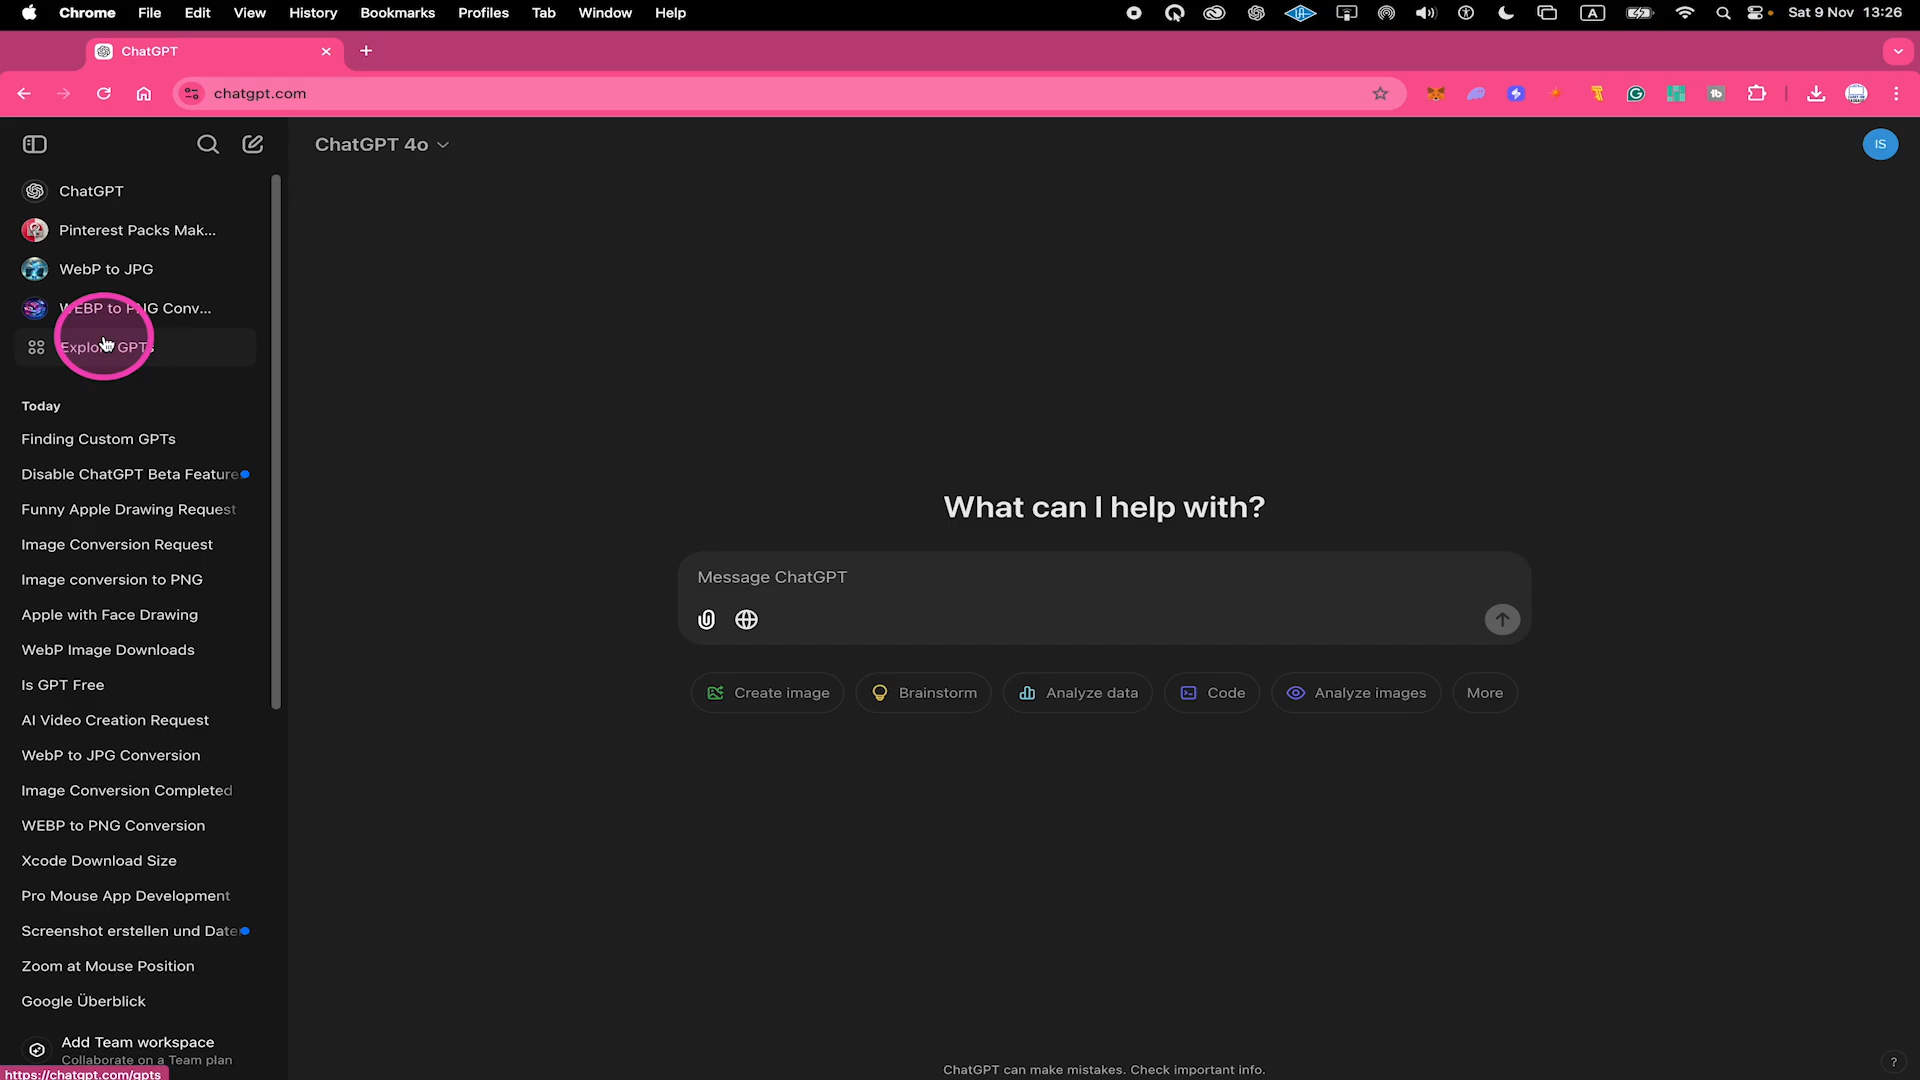 Chrome File Edit View History Bookmarks Profiles Tab Window Help A Sat 9 Nov 13:26
ChatGPT
chatgpt.com
ChatGPT 4o
IS
ChatGPT
Pinterest Packs Mak...
WebP to JPG
WEBP to PNG Conv...
Explore GPTs
Today
Finding Custom GPTs
Disable ChatGPT Beta Feature
Funny Apple Drawing Request
Image Conversion Request
Image conversion to PNG
Apple with Face Drawing
WebP Image Downloads
Is GPT Free
AI Video Creation Request
WebP to JPG Conversion
Image Conversion Completed
WEBP to PNG Conversion
Xcode Download Size
Pro Mouse App Development
Screenshot erstellen und Date
Zoom at Mouse Position
Google Überblick
Add Team workspace
Collaborate on a Team plan
https://chatgpt.com/gpts
What can I help with?
Message ChatGPT
Create image Brainstorm Analyze data Code Analyze images More
ChatGPT can make mistakes. Check important info.
?